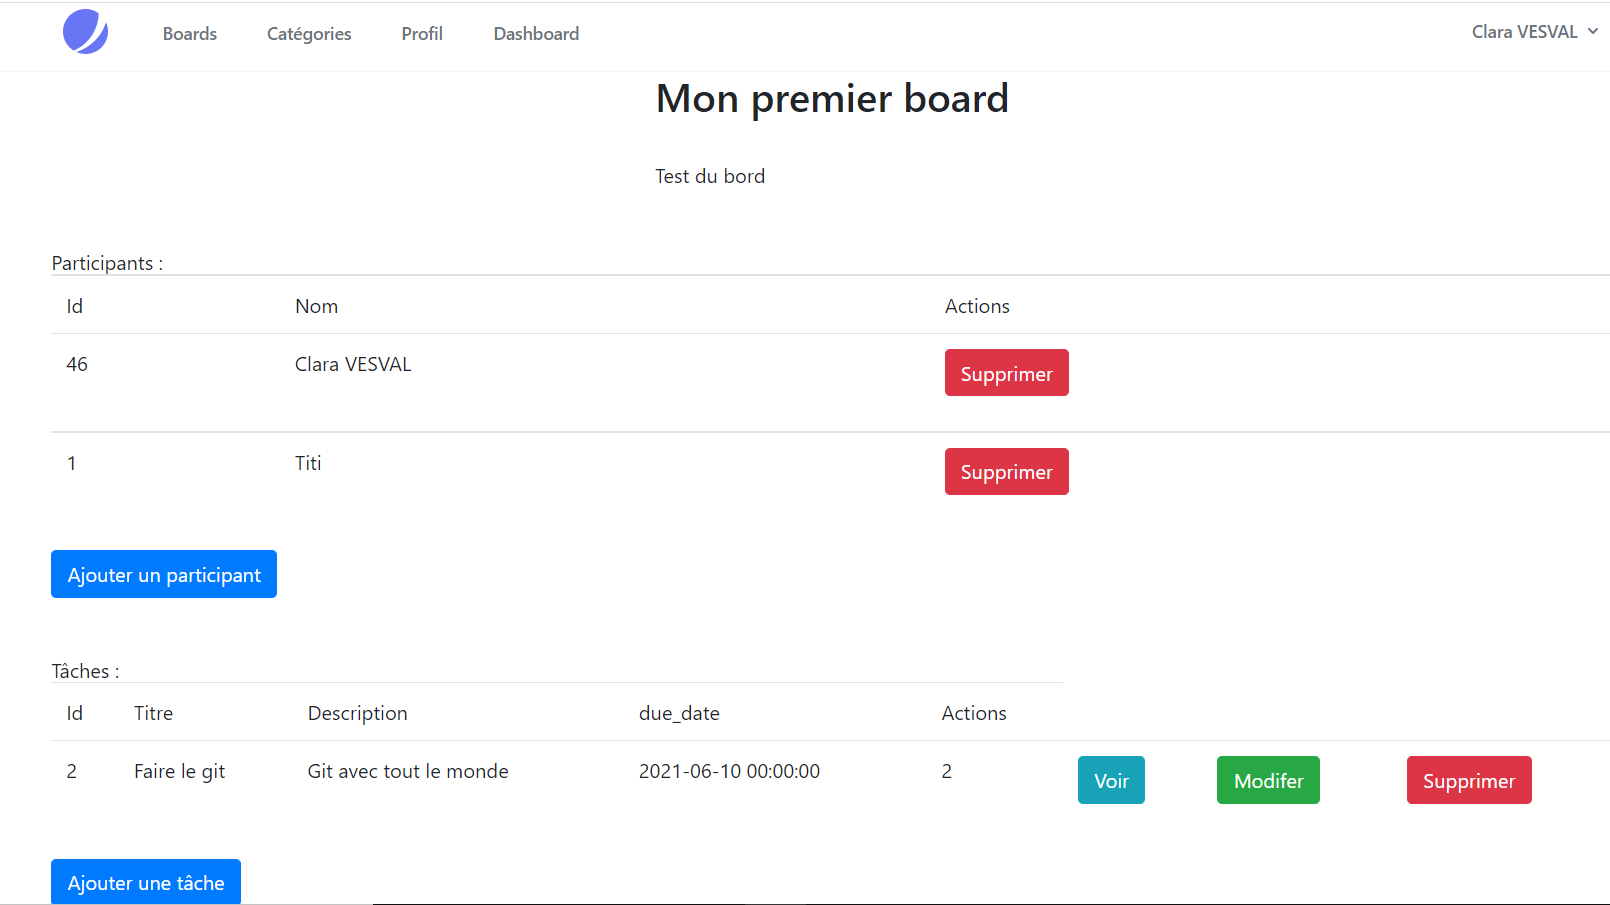 Boards Catégories Profil Dashboard Clara VESVAL
Mon premier board
Test du bord
Participants :
Id Nom Actions
46 Clara VESVAL Supprimer
1 Titi Supprimer
Ajouter un participant
Tâches :
Id Titre Description due_date Actions
2 Faire le git Git avec tout le monde 2021-06-10 00:00:00 2 Voir Modifer Supprimer
Ajouter une tâche